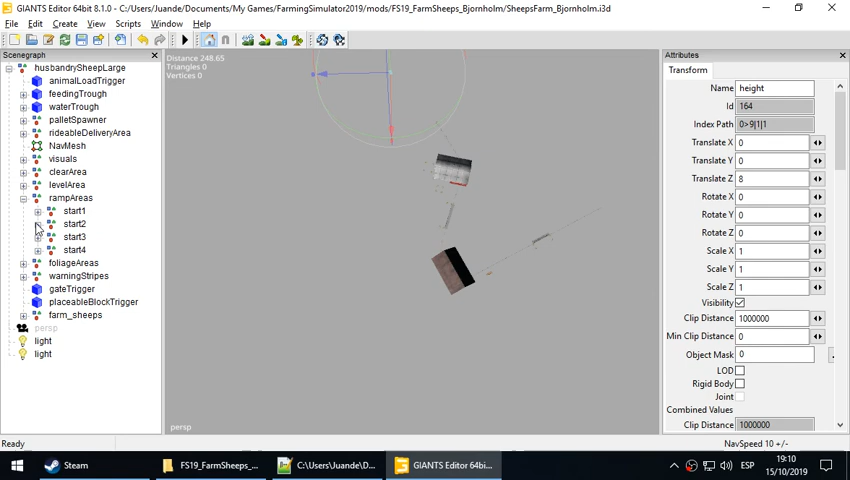 GIANTS Editor 64bit 8.1.0 - C:/Users/Juande/Documents/My Games/FarmingSimulator2019/mods/FS19_FarmSheeps_Bjornholm/SheepsFarm_Bjornholm.i3d
File Edit Create View Scripts Window Help
Scenegraph
husbandrySheepLarge
animalLoadTrigger
feedingTrough
waterTrough
palletSpawner
rideableDeliveryArea
NavMesh
visuals
clearArea
levelArea
rampAreas
start1
start2
start3
start4
foliageAreas
warningStripes
gateTrigger
placeableBlockTrigger
farm_sheeps
persp
light
light
Distance 248.65
Triangles 0
Vertices 0
persp
Attributes
Transform
Name height
Id 164
Index Path 0>9|1|1
Translate X 0
Translate Y 0
Translate Z 8
Rotate X 0
Rotate Y 0
Rotate Z 0
Scale X 1
Scale Y 1
Scale Z 1
Visibility
Clip Distance 1000000
Min Clip Distance 0
Object Mask 0
LOD
Rigid Body
Joint
Combined Values
Clip Distance 1000000
Ready
NavSpeed 10 +/-
Steam
FS19_FarmSheeps_...
C:\Users\Juande\D...
GIANTS Editor 64bi...
ESP
19:10
15/10/2019